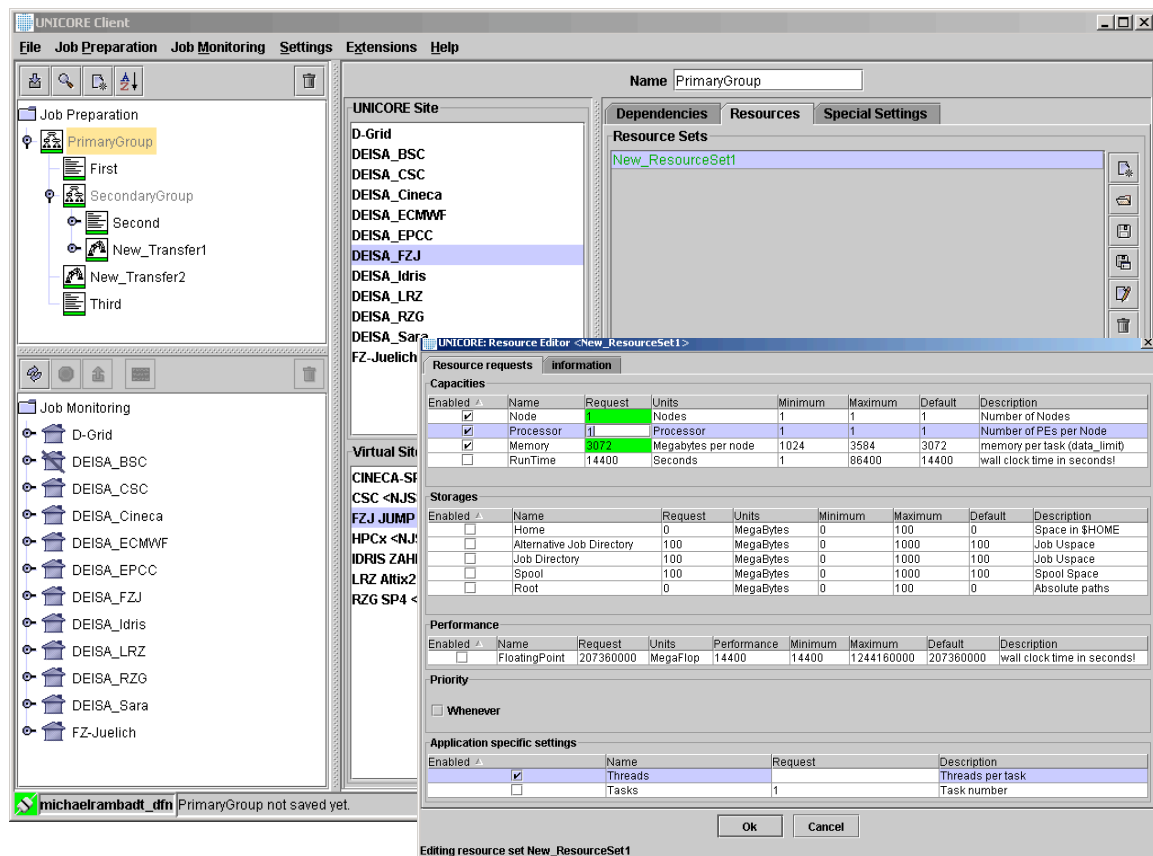 UNICORE Client
File Job Preparation Job Monitoring Settings Extensions Help
Name PrimaryGroup
Job Preparation
PrimaryGroup
First
SecondaryGroup
Second
New_Transfer1
New_Transfer2
Third
UNICORE Site
D-Grid
DEISA_BSC
DEISA_CSC
DEISA_Cineca
DEISA_ECMWF
DEISA_EPCC
DEISA_FZJ
DEISA_Idris
DEISA_LRZ
DEISA_RZG
DEISA_Sara
FZ-Juelich
Dependencies Resources Special Settings
Resource Sets
New_ResourceSet1
Job Monitoring
D-Grid
DEISA_BSC
DEISA_CSC
DEISA_Cineca
DEISA_ECMWF
DEISA_EPCC
DEISA_FZJ
DEISA_Idris
DEISA_LRZ
DEISA_RZG
DEISA_Sara
FZ-Juelich
Virtual Site
CINECA-SP
CSC <NJS
FZJ JUMP
HPCx <NJS
IDRIS ZAHI
LRZ Altix2
RZG SP4 <
UNICORE: Resource Editor <New_ResourceSet1>
Resource requests information
Capacities
Enabled Name Request Units Minimum Maximum Default Description
Node 1 Nodes 1 1 1 Number of Nodes
Processor 1 Processor 1 1 1 Number of PEs per Node
Memory 3072 Megabytes per node 1024 3584 3072 memory per task (data_limit)
RunTime 14400 Seconds 1 86400 14400 wall clock time in seconds!
Storages
Enabled Name Request Units Minimum Maximum Default Description
Home 0 MegaBytes 0 100 0 Space in $HOME
Alternative Job Directory 100 MegaBytes 0 1000 100 Job Uspace
Job Directory 100 MegaBytes 0 1000 100 Job Uspace
Spool 100 MegaBytes 0 1000 100 Spool Space
Root 0 MegaBytes 0 100 0 Absolute paths
Performance
Enabled Name Request Units Performance Minimum Maximum Default Description
FloatingPoint 207360000 MegaFlop 14400 14400 1244160000 207360000 wall clock time in seconds!
Priority
Whenever
Application specific settings
Enabled Name Request Description
Threads Threads per task
Tasks 1 Task number
Ok Cancel
Editing resource set New_ResourceSet1
michaelrambadt_dfn PrimaryGroup not saved yet.